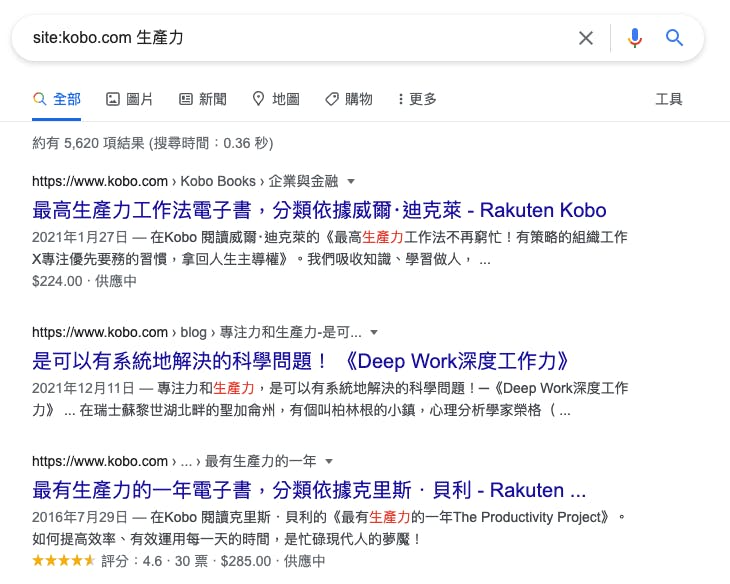 site:kobo.com 生產力
全部 圖片 新聞 地圖 購物 更多 工具
約有 5,620 項結果 (搜尋時間：0.36 秒)
https://www.kobo.com › Kobo Books › 企業與金融
最高生產力工作法電子書，分類依據威爾·迪克萊 - Rakuten Kobo
2021年1月27日 — 在Kobo 閱讀威爾·迪克萊的《最高生產力工作法不再窮忙！有策略的組織工作
X專注優先要務的習慣，拿回人生主導權》。我們吸收知識、學習做人， ...
$224.00 · 供應中
https://www.kobo.com › blog › 專注力和生產力-是可...
是可以有系統地解決的科學問題！ 《Deep Work深度工作力》
2021年12月11日 — 專注力和生產力，是可以有系統地解決的科學問題！─《Deep Work深度工作
力》 ... 在瑞士蘇黎世湖北畔的聖加侖州，有個叫柏林根的小鎮，心理分析學家榮格（ ...
https://www.kobo.com › ... › 最有生產力的一年
最有生產力的一年電子書，分類依據克里斯．貝利 - Rakuten ...
2016年7月29日 — 在Kobo 閱讀克里斯．貝利的《最有生產力的一年The Productivity Project》。
如何提高效率、有效運用每一天的時間，是忙碌現代人的夢魘！
評分：4.6 · 30 票 · $285.00 · 供應中